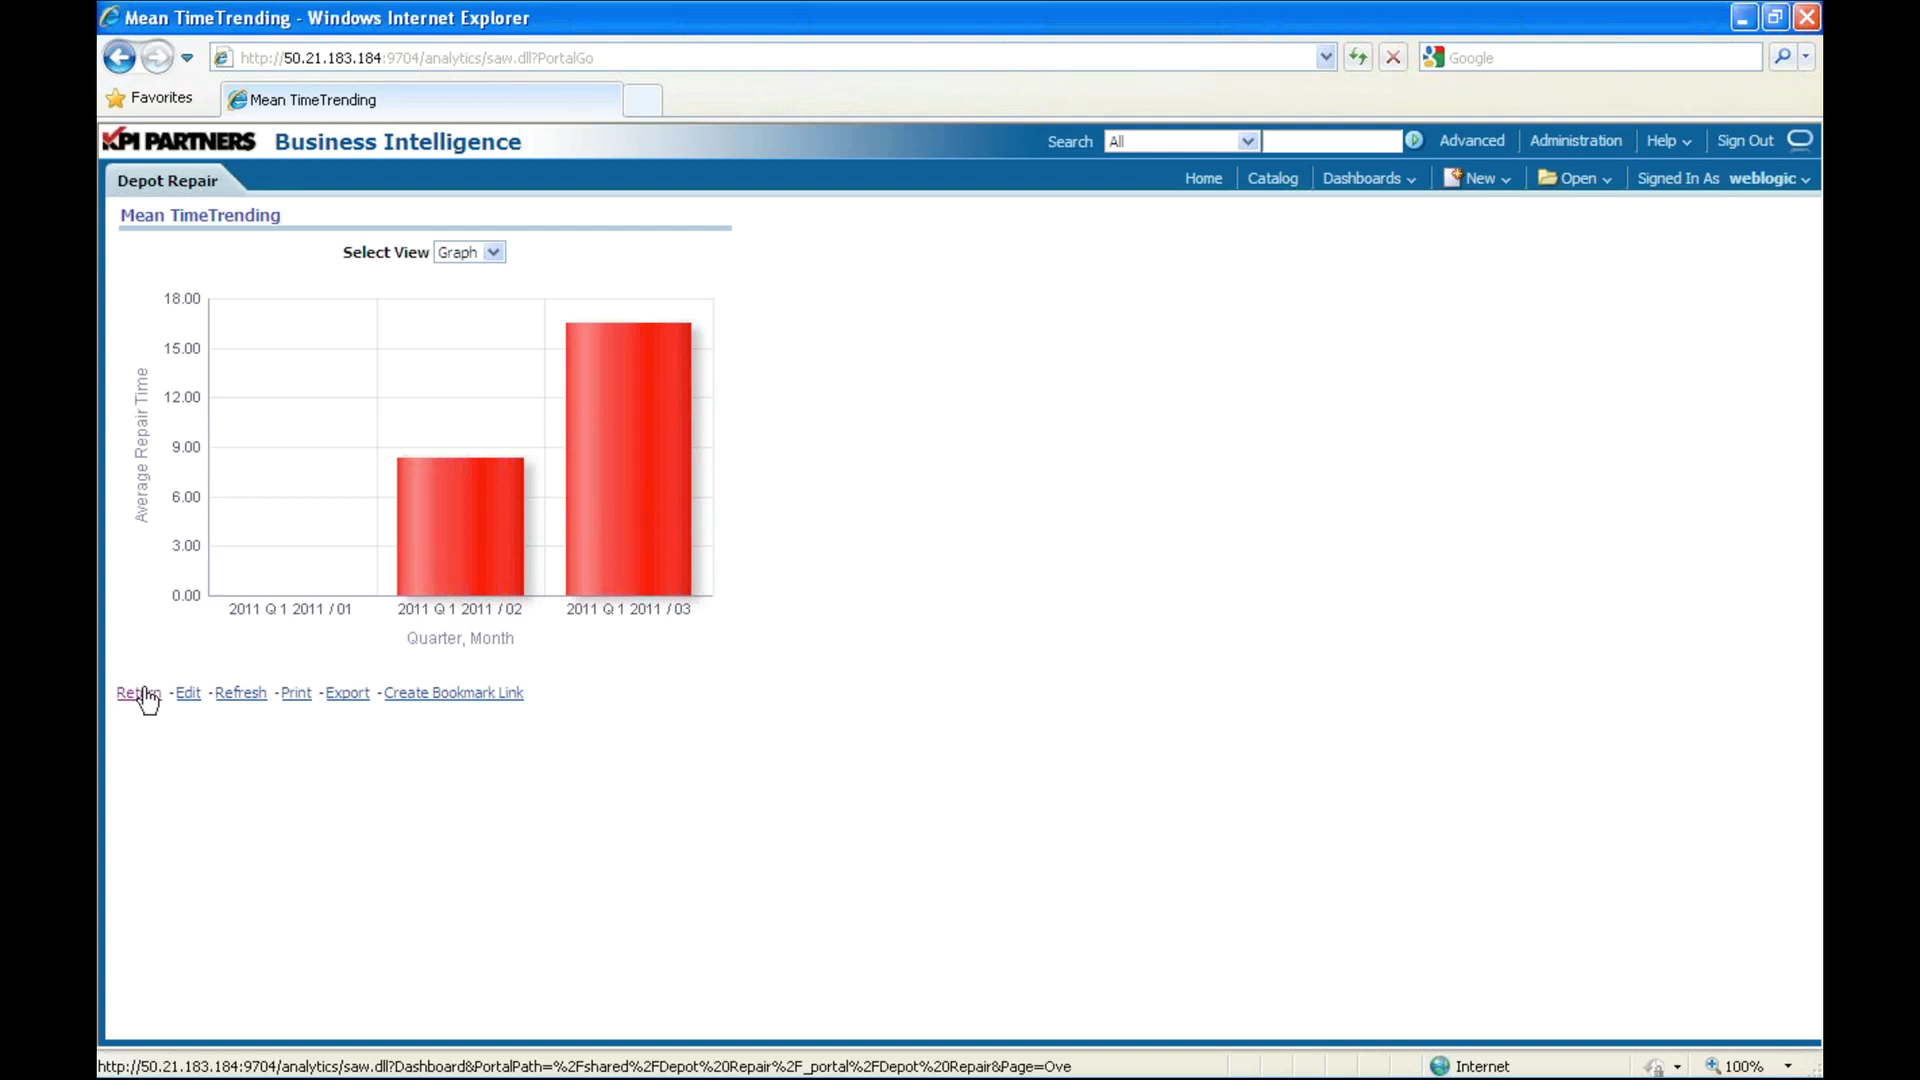 Mean TimeTrending - Windows Internet Explorer
http://50.21.183.184:9704/analytics/saw.dll?PortalGo
Google
Favorites
Mean TimeTrending
KPI PARTNERS Business Intelligence
Search All Advanced Administration Help Sign Out
Depot Repair
Home Catalog Dashboards New Open Signed In As weblogic
Mean TimeTrending
Select View Graph
18.00
15.00
12.00
9.00
6.00
3.00
0.00
Average Repair Time
2011 Q 1 2011 / 01 2011 Q 1 2011 / 02 2011 Q 1 2011 / 03
Quarter, Month
Return - Edit - Refresh - Print - Export - Create Bookmark Link
http://50.21.183.184:9704/analytics/saw.dll?Dashboard&PortalPath=%2Fshared%2FDepot%20Repair%2F_portal%2FDepot%20Repair&Page=Ove
Internet
100%